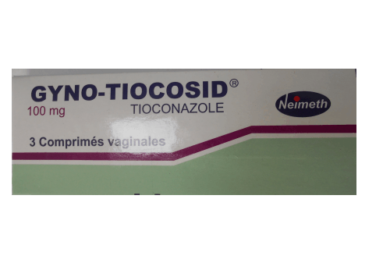 GYNO-TIOCOSID®
100 mg
TIOCONAZOLE
Neimeth
3 Comprimés vaginales